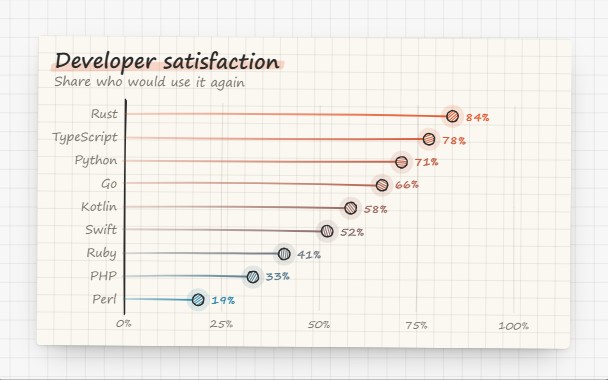 Developer satisfaction
Share who would use it again
Rust 84%
TypeScript 78%
Python 71%
Go 66%
Kotlin 58%
Swift 52%
Ruby 41%
PHP 33%
Perl 19%
0% 25% 50% 75% 100%